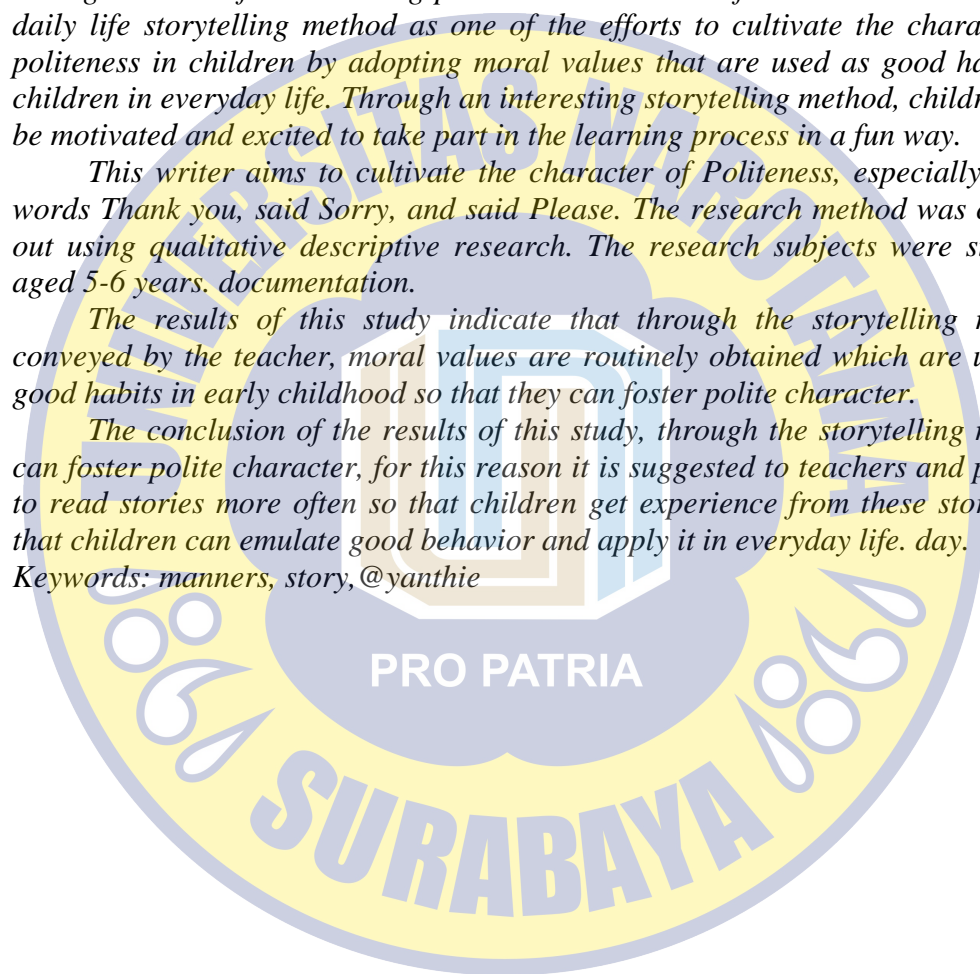 daily life storytelling method as one of the efforts to cultivate the chara
politeness in children by adopting moral values that are used as good ha
children in everyday life. Through an interesting storytelling method, childr
be motivated and excited to take part in the learning process in a fun way.
This writer aims to cultivate the character of Politeness, especially
words Thank you, said Sorry, and said Please. The research method was
out using qualitative descriptive research. The research subjects were s
aged 5-6 years. documentation.
The results of this study indicate that through the storytelling
conveyed by the teacher, moral values are routinely obtained which are u
good habits in early childhood so that they can foster polite character.
The conclusion of the results of this study, through the storytelling
can foster polite character, for this reason it is suggested to teachers and p
to read stories more often so that children get experience from these stor
that children can emulate good behavior and apply it in everyday life. day.
Keywords: manners, story,@yanthie
UNIVERSITAS NAROTAMA
PRO PATRIA
SURABAYA